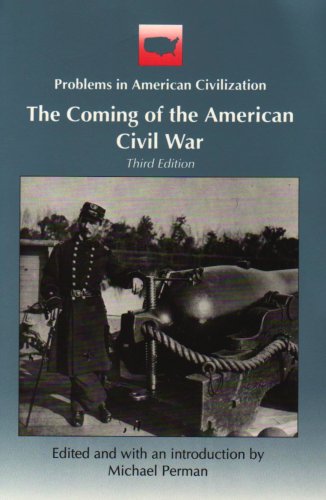 Problems in American Civilization
The Coming of the American
Civil War
Third Edition
Edited and with an introduction by
Michael Perman